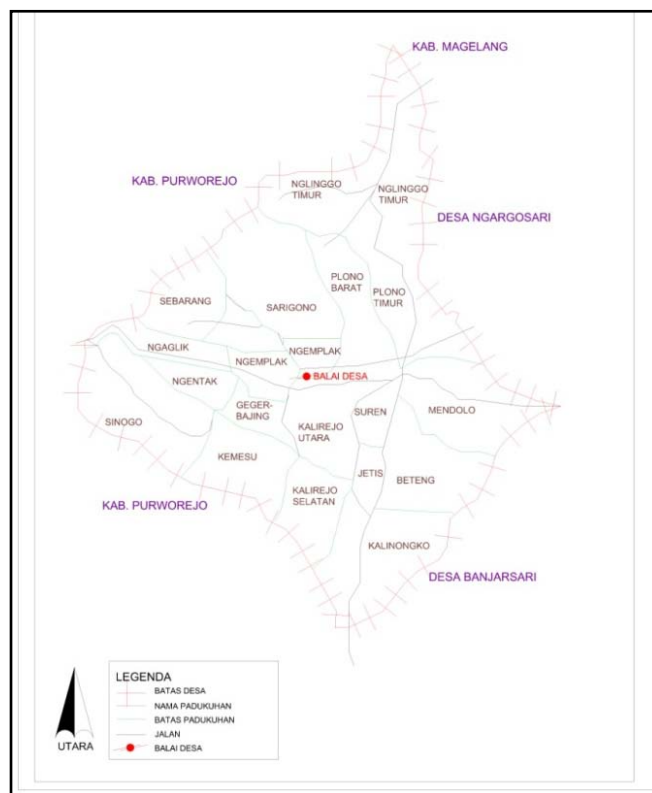 KAB. MAGELANG
KAB. PURWOREJO
NGLINGGO
TIMUR
NGLINGGO
TIMUR
DESA NGARGOSARI
PLONO
BARAT
PLONO
TIMUR
SEBARANG
SARIGONO
NGAGLIK
NGEMPLAK
NGEMPLAK
BALAI DESA
NGENTAK
GEGER-
BAJING
SUREN
MENDOLO
SINOGO
KALIREJO
UTARA
KEMESU
JETIS
BETENG
KAB. PURWOREJO
KALIREJO
SELATAN
KALINONGKO
DESA BANJARSARI
UTARA
LEGENDA
BATAS DESA
NAMA PADUKUHAN
BATAS PADUKUHAN
JALAN
BALAI DESA